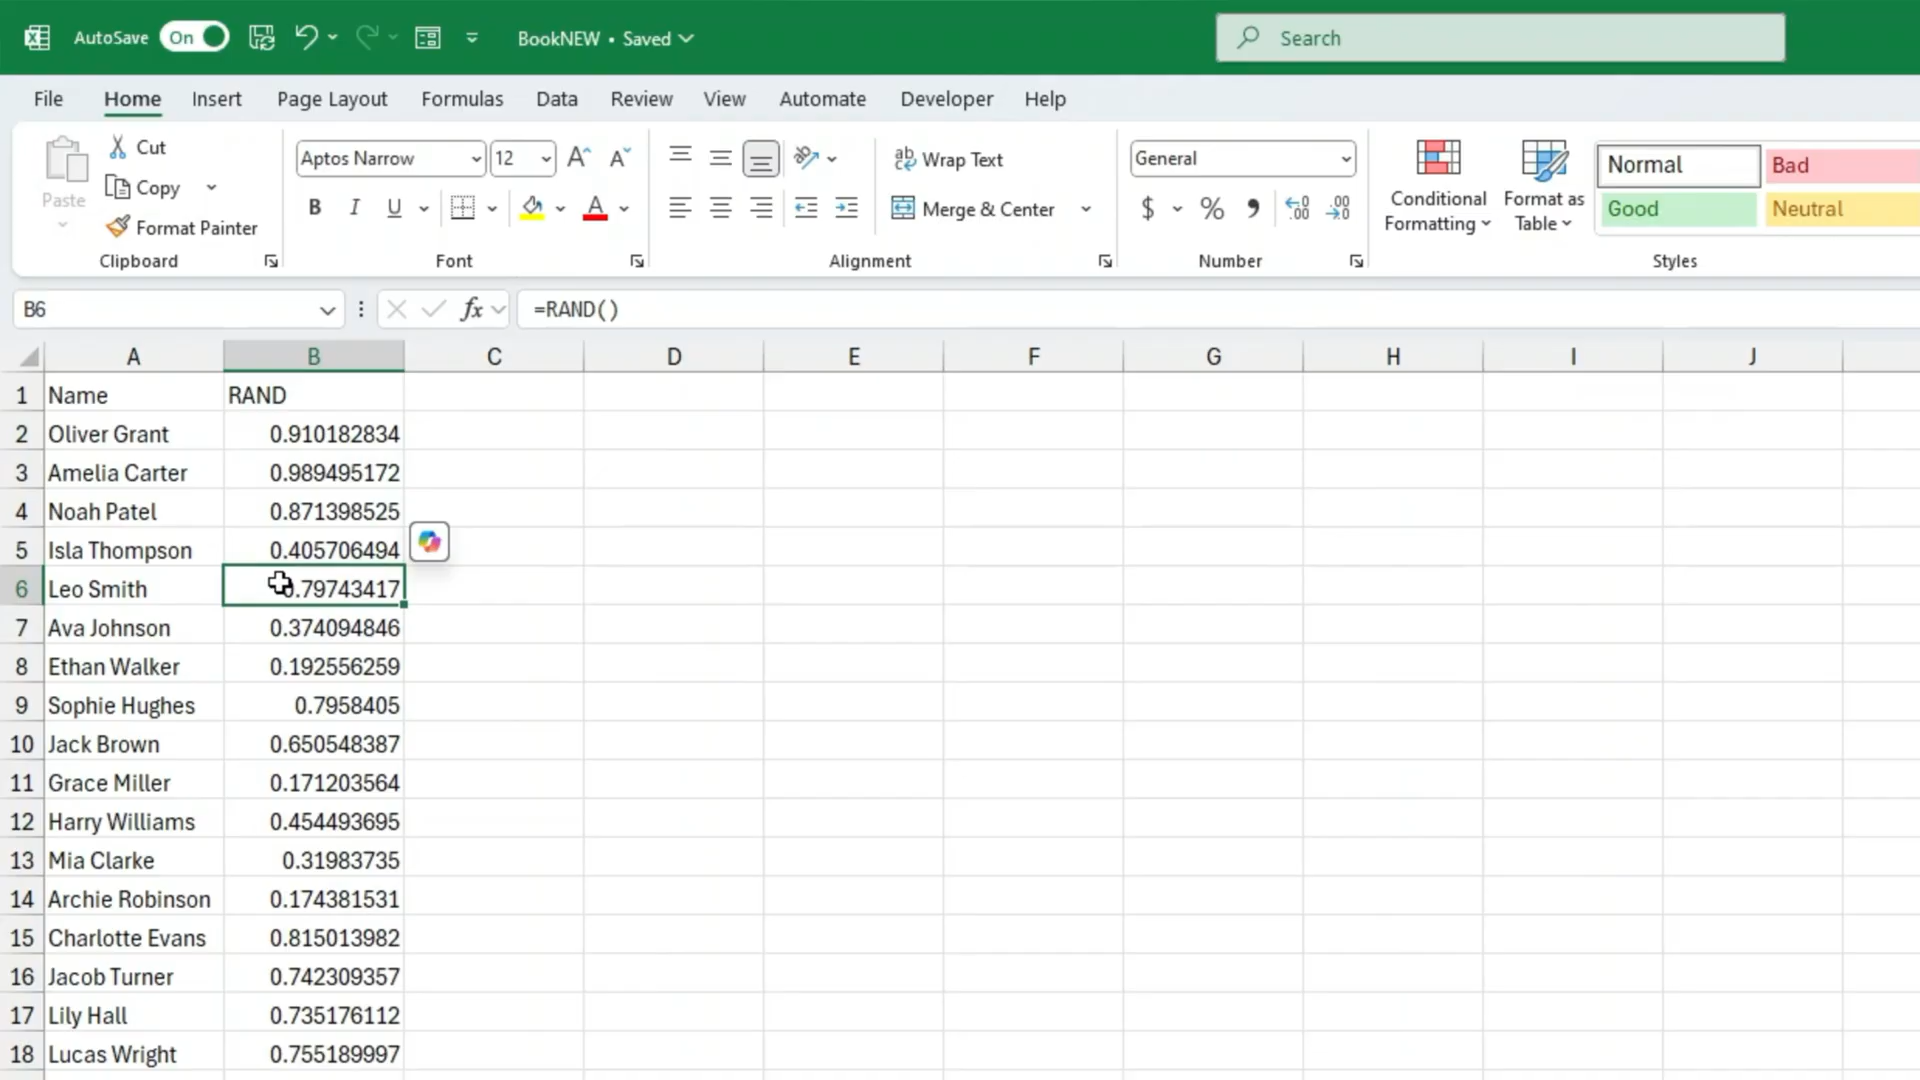 AutoSave On BookNEW • Saved Search
File Home Insert Page Layout Formulas Data Review View Automate Developer Help
Paste Cut Copy Format Painter
Clipboard
Aptos Narrow 12 A A
B I U A
Font
ab Wrap Text
Merge & Center
Alignment
General
$ % , .00 .00
Number
Conditional Formatting
Format as Table
Normal Bad
Good Neutral
Styles
B6 fx =RAND()
A B C D E F G H I J
1 Name RAND
2 Oliver Grant 0.910182834
3 Amelia Carter 0.989495172
4 Noah Patel 0.871398525
5 Isla Thompson 0.405706494
6 Leo Smith 0.79743417
7 Ava Johnson 0.374094846
8 Ethan Walker 0.192556259
9 Sophie Hughes 0.7958405
10 Jack Brown 0.650548387
11 Grace Miller 0.171203564
12 Harry Williams 0.454493695
13 Mia Clarke 0.31983735
14 Archie Robinson 0.174381531
15 Charlotte Evans 0.815013982
16 Jacob Turner 0.742309357
17 Lily Hall 0.735176112
18 Lucas Wright 0.755189997